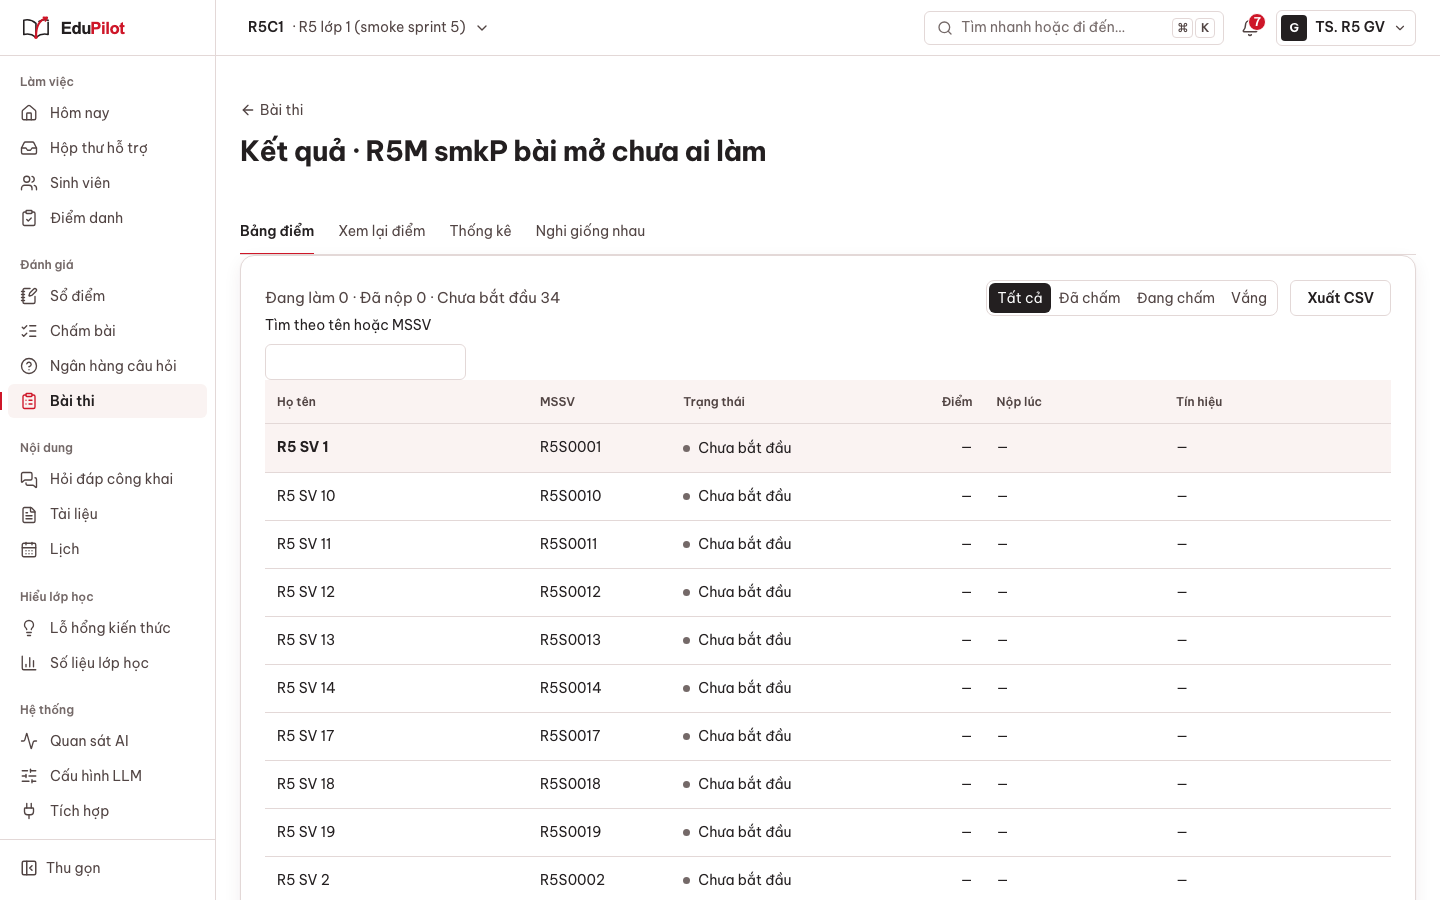 EduPilot
R5C1 · R5 lớp 1 (smoke sprint 5)
Tìm nhanh hoặc đi đến...
⌘ K
7
G TS. R5 GV
Làm việc
Hôm nay
Hộp thư hỗ trợ
Sinh viên
Điểm danh
Đánh giá
Sổ điểm
Chấm bài
Ngân hàng câu hỏi
Bài thi
Nội dung
Hỏi đáp công khai
Tài liệu
Lịch
Hiểu lớp học
Lỗ hổng kiến thức
Số liệu lớp học
Hệ thống
Quan sát AI
Cấu hình LLM
Tích hợp
Thu gọn
← Bài thi
Kết quả · R5M smkP bài mở chưa ai làm
Bảng điểm Xem lại điểm Thống kê Nghi giống nhau
Đang làm 0 · Đã nộp 0 · Chưa bắt đầu 34
Tất cả Đã chấm Đang chấm Vắng
Xuất CSV
Tìm theo tên hoặc MSSV
Họ tên MSSV Trạng thái Điểm Nộp lúc Tín hiệu
R5 SV 1 R5S0001 Chưa bắt đầu — — —
R5 SV 10 R5S0010 Chưa bắt đầu — — —
R5 SV 11 R5S0011 Chưa bắt đầu — — —
R5 SV 12 R5S0012 Chưa bắt đầu — — —
R5 SV 13 R5S0013 Chưa bắt đầu — — —
R5 SV 14 R5S0014 Chưa bắt đầu — — —
R5 SV 17 R5S0017 Chưa bắt đầu — — —
R5 SV 18 R5S0018 Chưa bắt đầu — — —
R5 SV 19 R5S0019 Chưa bắt đầu — — —
R5 SV 2 R5S0002 Chưa bắt đầu — — —